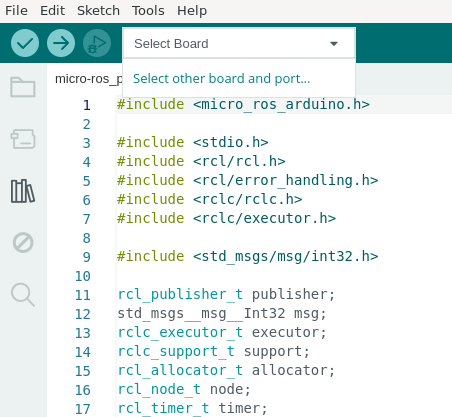 File Edit Sketch Tools Help
Select Board
Select other board and port...
micro-ros_p
1 #include <micro_ros_arduino.h>
2
3 #include <stdio.h>
4 #include <rcl/rcl.h>
5 #include <rcl/error_handling.h>
6 #include <rclc/rclc.h>
7 #include <rclc/executor.h>
8
9 #include <std_msgs/msg/int32.h>
10
11 rcl_publisher_t publisher;
12 std_msgs__msg__Int32 msg;
13 rclc_executor_t executor;
14 rclc_support_t support;
15 rcl_allocator_t allocator;
16 rcl_node_t node;
17 rcl_timer_t timer;